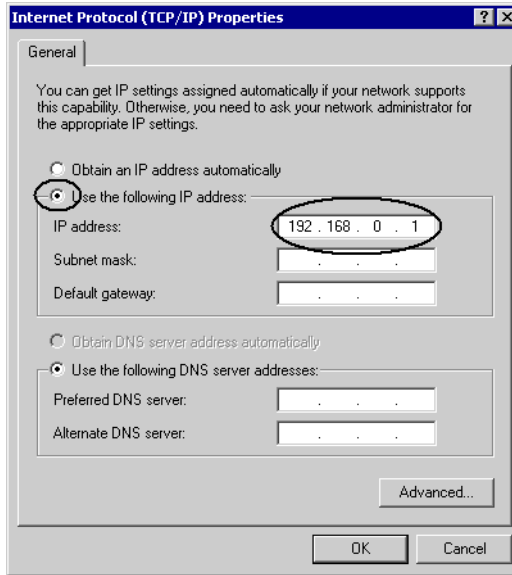 Internet Protocol (TCP/IP) Properties
General
You can get IP settings assigned automatically if your network supports
this capability. Otherwise, you need to ask your network administrator for
the appropriate IP settings.
Obtain an IP address automatically
Use the following IP address:
IP address: 192 . 168 . 0 . 1
Subnet mask: . . .
Default gateway: . . .
Obtain DNS server address automatically
Use the following DNS server addresses:
Preferred DNS server: . . .
Alternate DNS server: . . .
Advanced...
OK Cancel